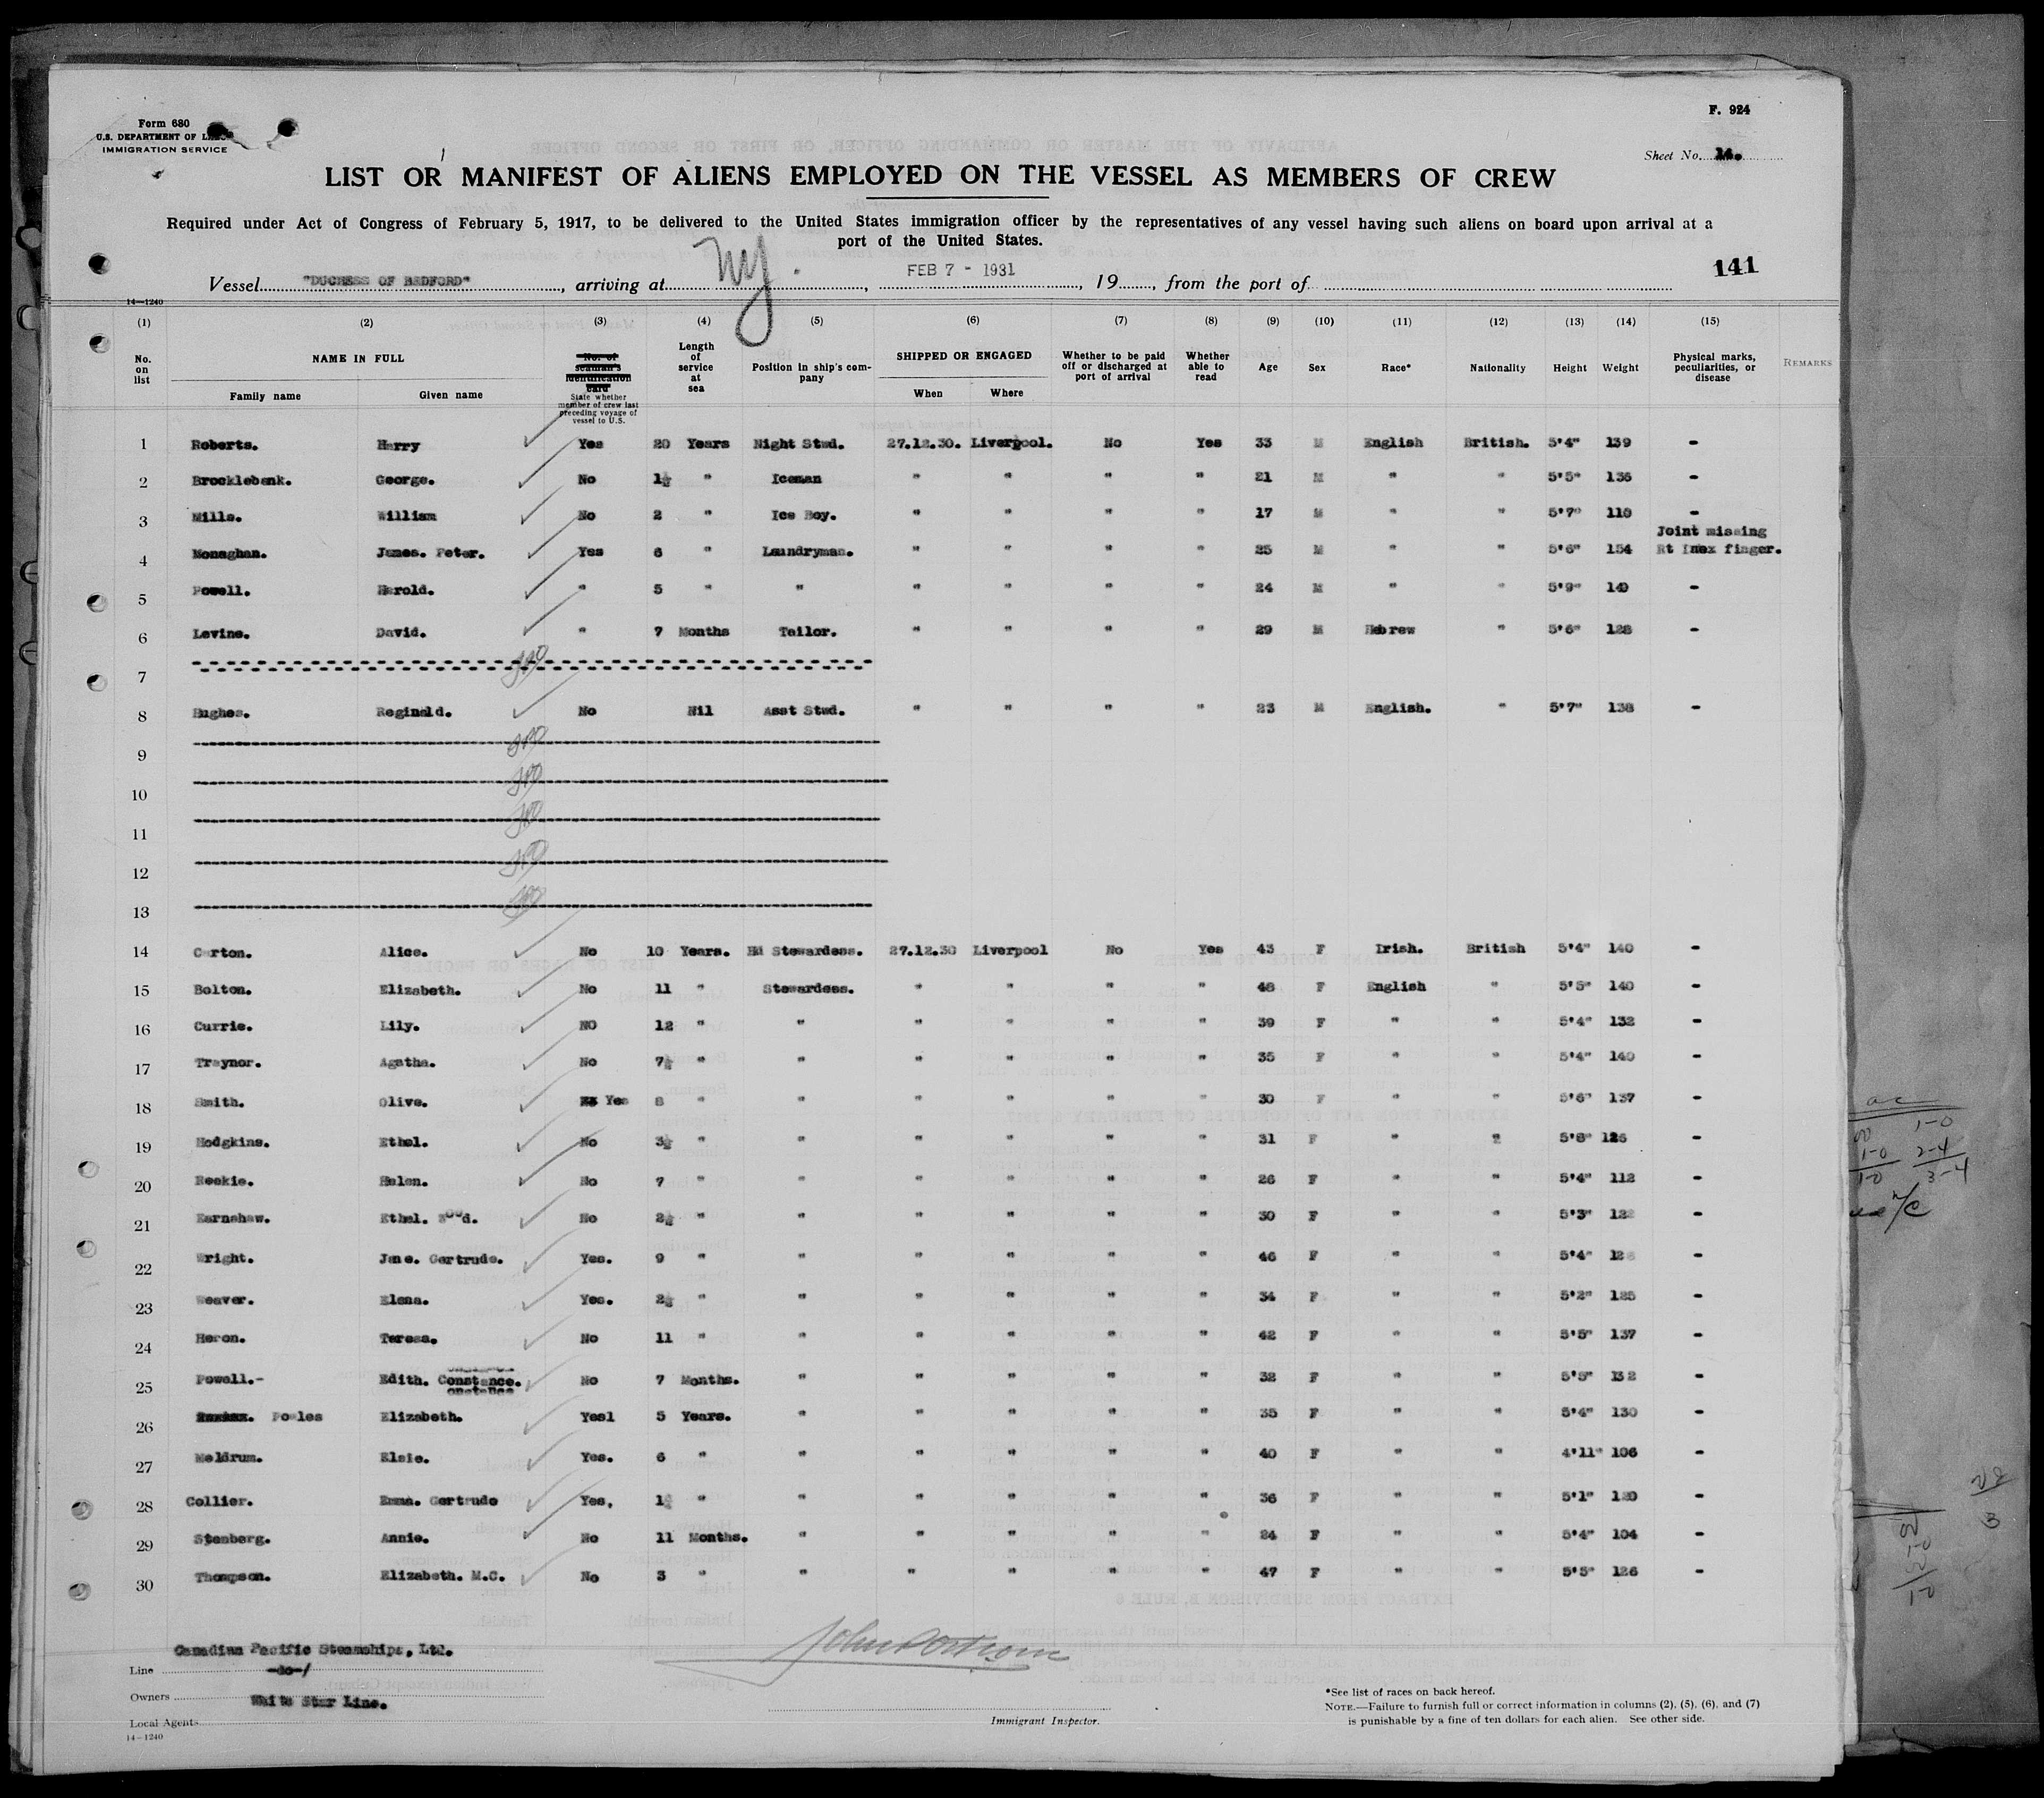 Form 680
U.S. DEPARTMENT OF
IMMIGRATION SERVICE
F. 924
Sheet No.
LIST OR MANIFEST OF ALIENS EMPLOYED ON THE VESSEL AS MEMBERS OF CREW
Required under Act of Congress of February 5, 1917, to be delivered to the United States immigration officer by the representatives of any vessel having such aliens on board upon arrival at a
port of the United States.
Vessel "DUCHESS OF BEDFORD", arriving at NY, FEB 7 - 1931, 19, from the port of
141
14—1240
(1) (2) (3) (4) (5) (6) (7) (8) (9) (10) (11) (12) (13) (14) (15)
No. on list NAME IN FULL Family name Given name No. of seaman's identification card State whether member of crew last preceding voyage of vessel to U.S. Length of service at sea Position in ship's company SHIPPED OR ENGAGED When Where Whether to be paid off or discharged at port of arrival Whether able to read Age Sex Race* Nationality Height Weight Physical marks, peculiarities, or disease REMARKS
1 Roberts. Harry Yes 20 Years Night Stwd. 27.12.30. Liverpool. No Yes 33 M English British. 5'4" 139 -
2 Brocklebank. George. No 1½ " Iceman " " " " 21 M " " 5'5" 136 -
3 Mills. William No 2 " Ice Boy. " " " " 17 M " " 5'7" 110 -
4 Monaghan. James. Peter. Yes 6 " Laundryman. " " " " 25 M " " 5'6" 154 Joint missing Rt Inex finger.
5 Powell. Harold. " 5 " " " " " " 24 M " " 5'9" 149 -
6 Levine. David. " 7 Months Tailor. " " " " 29 M Hebrew " 5'6" 128 -
7
8 Hughes. Reginald. No Nil Asst Stwd. " " " " 23 M English. " 5'7" 138 -
9
10
11
12
13
14 Carton. Alice. No 10 Years. Hd Stewardess. 27.12.30 Liverpool No Yes 43 F Irish. British 5'4" 140 -
15 Bolton. Elizabeth. No 11 " Stewardess. " " " " 48 F English " 5'5" 140 -
16 Currie. Lily. NO 12 " " " " " " 39 F " " 5'4" 132 -
17 Traynor. Agatha. No 7½ " " " " " " 35 F " " 5'4" 140 -
18 Smith. Olive. Yes 8 " " " " " " 30 F " " 5'6" 137 -
19 Hodgkins. Ethel. No 3½ " " " " " " 31 F " " 5'8" 126 -
20 Reekie. Helen. No 7 " " " " " " 26 F " " 5'4" 112 -
21 Earnshaw. Ethel. Wood. No 2½ " " " " " " 30 F " " 5'3" 122 -
22 Wright. Jane. Gertrude. Yes. 9 " " " " " " 46 F " " 5'4" -
23 Weaver. Elena. Yes. 2½ " " " " " " 34 F " " 5'2" 125 -
24 Heron. Teresa. No 11 " " " " " " 42 F " " 5'5" 137 -
25 Powell.- Edith. Constance. No 7 Months. " " " " " 32 F " " 5'5" 132 -
26 Powles Elizabeth. Yesl 5 Years. " " " " " 35 F " " 5'4" 130 -
27 Meldrum. Elsie. Yes. 6 " " " " " " 40 F " " 4'11" 106 -
28 Collier. Emma. Gertrude Yes, 1½ " " " " " " 36 F " " 5'1" 120 -
29 Stenberg. Annie. No 11 Months. " " " " " 24 F " " 5'4" 104 -
30 Thompson. Elizabeth. M.C. No 3 " " " " " " 47 F " " 5'5" 126 -
Line Canadian Pacific Steamships, Ltd.
Owners -do-/
Local Agents White Star Line.
14—1240
Immigrant Inspector.
*See list of races on back hereof.
NOTE.—Failure to furnish full or correct information in columns (2), (5), (6), and (7)
is punishable by a fine of ten dollars for each alien. See other side.